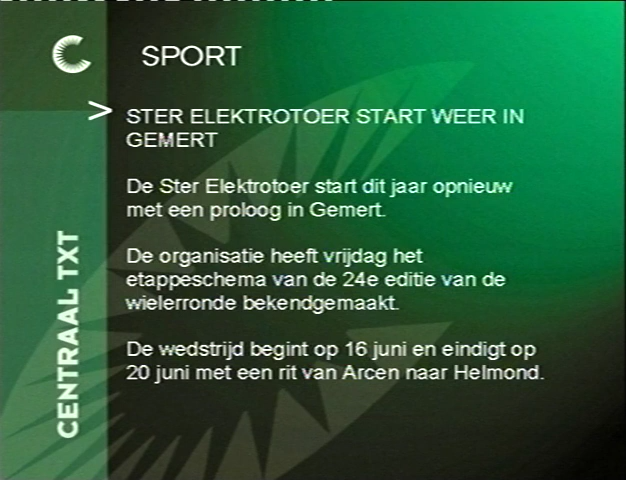 SPORT
> STER ELEKTROTOER START WEER IN
GEMERT
De Ster Elektrotoer start dit jaar opnieuw
met een proloog in Gemert.
De organisatie heeft vrijdag het
etappeschema van de 24e editie van de
wielerronde bekendgemaakt.
De wedstrijd begint op 16 juni en eindigt op
20 juni met een rit van Arcen naar Helmond.
CENTRAAL TXT